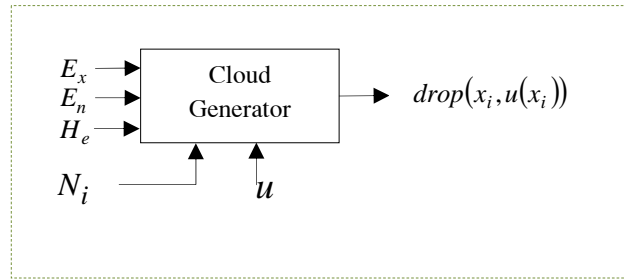 E_x
E_n
H_e
Cloud
Generator
drop(x_i, u(x_i))
N_i
u